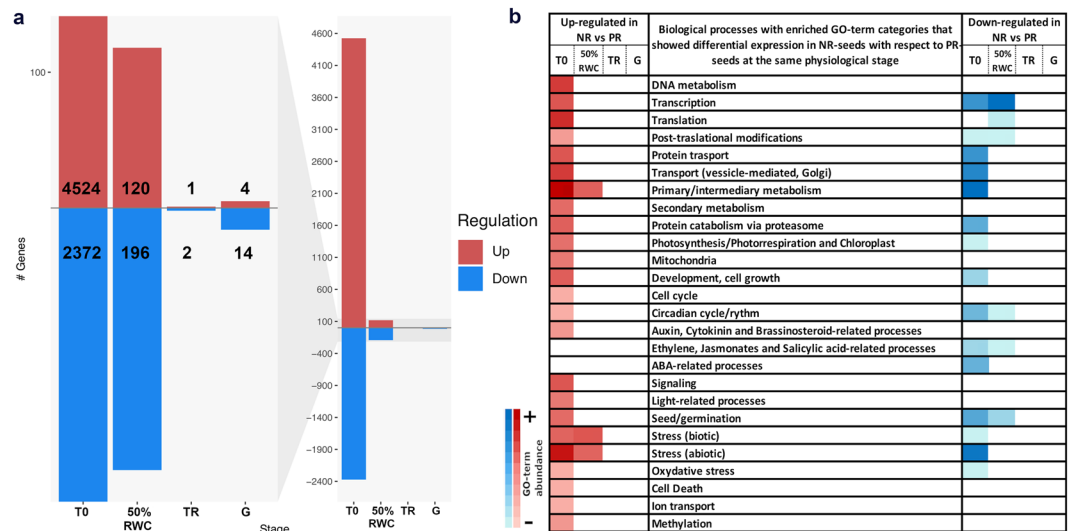 a
# Genes
100
4524
120
1
4
2372
196
2
14
T0
50%
RWC
TR
G
Stage
4600
4100
3600
3100
2600
2100
1600
1100
600
100
−400
−900
−1400
−1900
−2400
T0
50%
RWC
TR
G
Regulation
Up
Down
b
Up-regulated in
NR vs PR
T0
50%
RWC
TR
G
Biological processes with enriched GO-term categories that
showed differential expression in NR-seeds with respect to PR-
seeds at the same physiological stage
Down-regulated in
NR vs PR
T0
50%
RWC
TR
G
DNA metabolism
Transcription
Translation
Post-traslational modifications
Protein trasport
Transport (vessicle-mediated, Golgi)
Primary/intermediary metabolism
Secondary metabolism
Protein catabolism via proteasome
Photosynthesis/Photorrespiration and Chloroplast
Mitochondria
Development, cell growth
Cell cycle
Circadian cycle/rythm
Auxin, Cytokinin and Brassinosteroid-related processes
Ethylene, Jasmonates and Salicylic acid-related processes
ABA-related processes
Signaling
Light-related processes
Seed/germination
Stress (biotic)
Stress (abiotic)
Oxydative stress
Cell Death
Ion transport
Methylation
+
GO-term
abundance
-